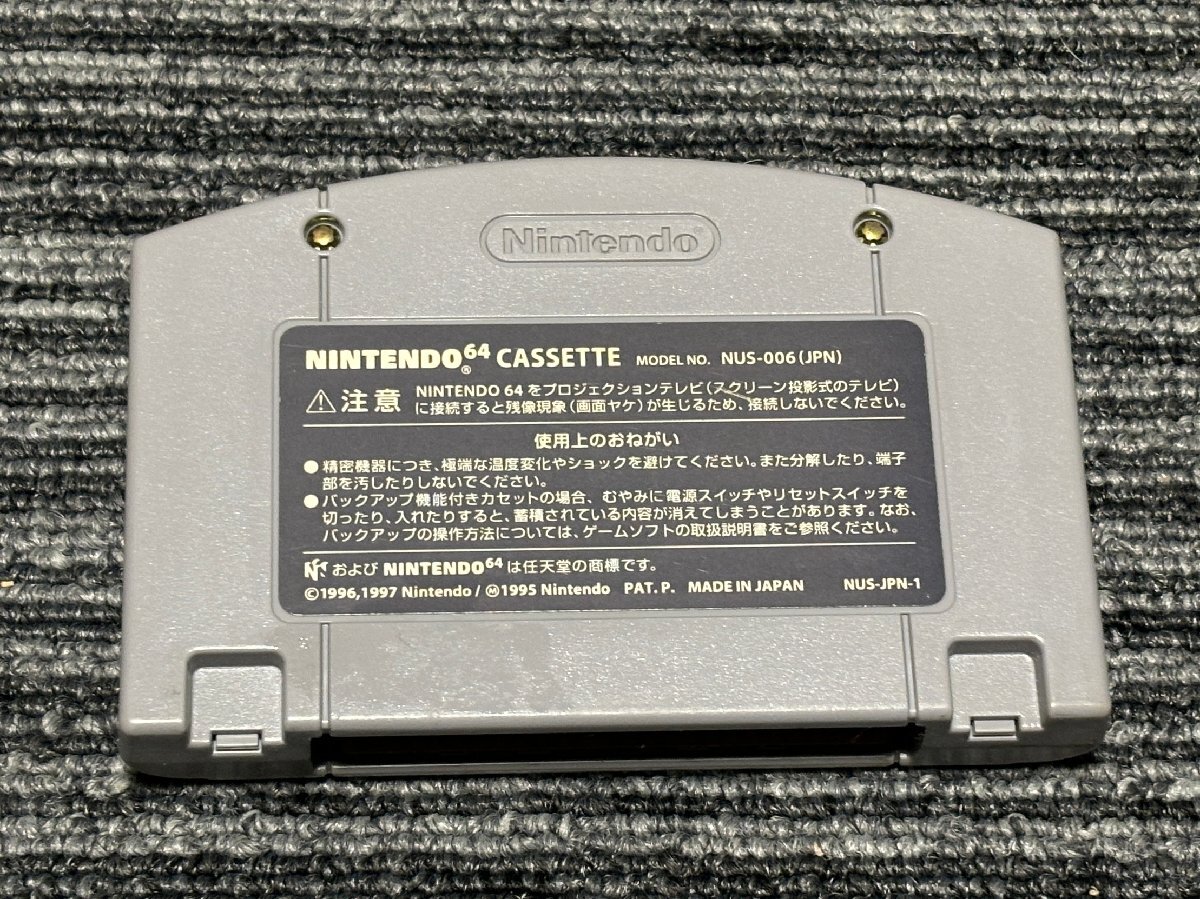 Nintendo
NINTENDO64® CASSETTE MODEL NO. NUS-006(JPN)
⚠注意 NINTENDO 64 をプロジェクションテレビ(スクリーン投影式のテレビ)
に接続すると残像現象(画面ヤケ)が生じるため、接続しないでください。
使用上のおねがい
●精密機器につき、極端な温度変化やショックを避けてください。また分解したり、端子
部を汚したりしないでください。
●バックアップ機能付きカセットの場合、むやみに電源スイッチやリセットスイッチを
切ったり、入れたりすると、蓄積されている内容が消えてしまうことがあります。なお、
バックアップの操作方法については、ゲームソフトの取扱説明書をご参照ください。
および NINTENDO64 は任天堂の商標です。
©1996,1997 Nintendo / Ⓜ1995 Nintendo PAT. P. MADE IN JAPAN NUS-JPN-1